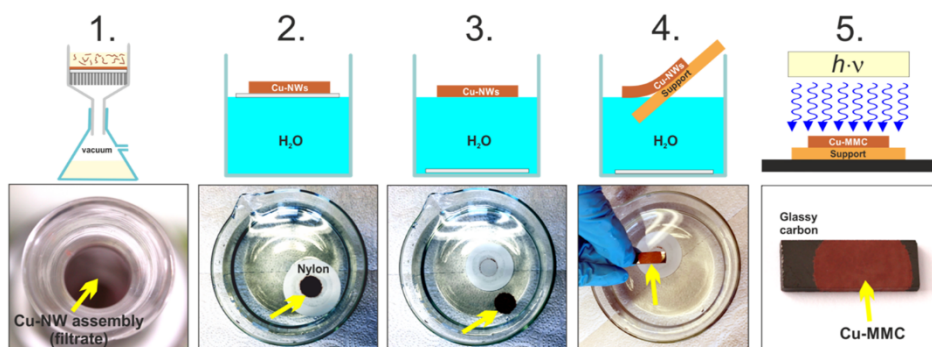 1.
2.
3.
4.
5.
vacuum
Cu-NWs
H₂O
Cu-NWs
H₂O
Cu-NWs
Support
H₂O
h·ν
Cu-MMC
Support
Cu-NW assembly
(filtrate)
Nylon
Glassy
carbon
Cu-MMC